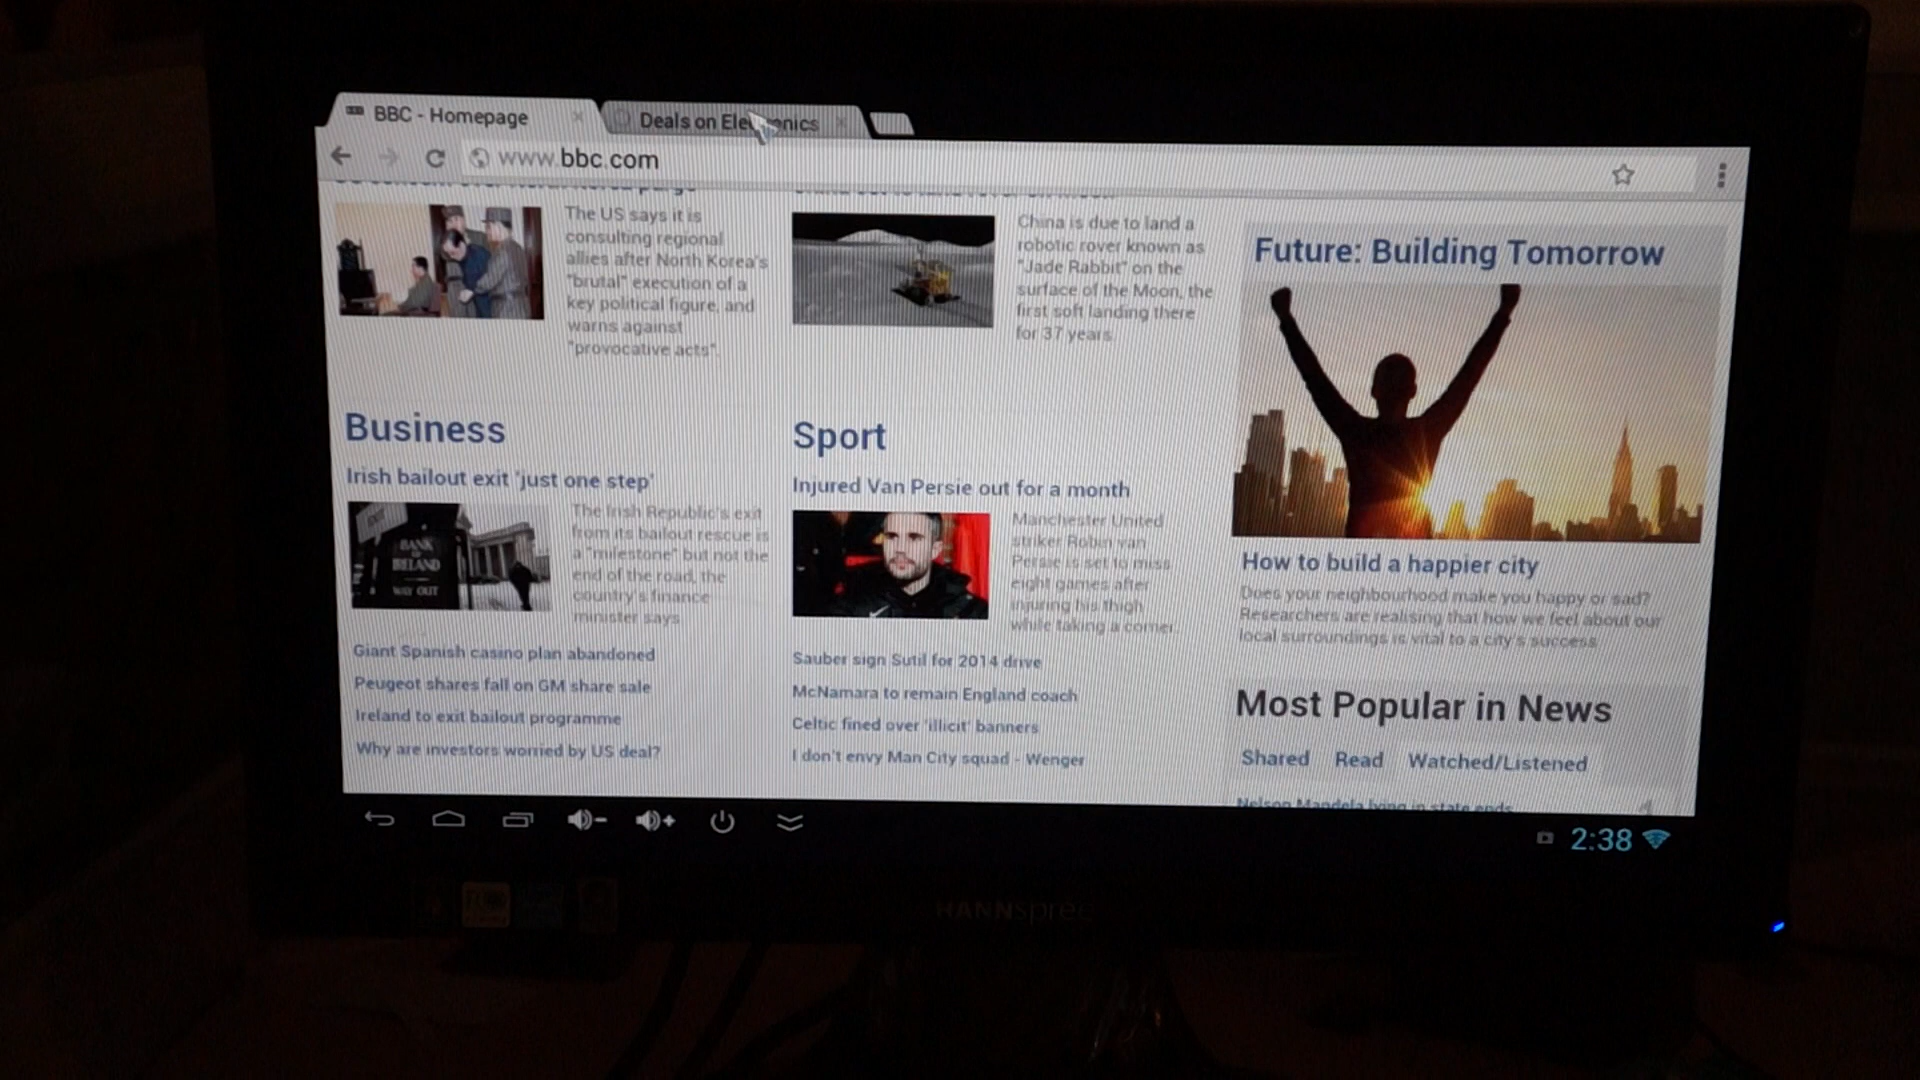 BBC - Homepage
Deals on Electronics
www.bbc.com
The US says it is
consulting regional
allies after North Korea's
"brutal" execution of a
key political figure, and
warns against
"provocative acts".
China is due to land a
robotic rover known as
"Jade Rabbit" on the
surface of the Moon, the
first soft landing there
for 37 years.
Business
Irish bailout exit 'just one step'
EXIT
BANK
OF
IRELAND
WAY OUT
The Irish Republic's exit
from its bailout rescue is
a "milestone" but not the
end of the road, the
country's finance
minister says.
Giant Spanish casino plan abandoned
Peugeot shares fall on GM share sale
Ireland to exit bailout programme
Why are investors worried by US deal?
Sport
Injured Van Persie out for a month
Manchester United
striker Robin van
Persie is set to miss
eight games after
injuring his thigh
while taking a corner.
Sauber sign Sutil for 2014 drive
McNamara to remain England coach
Celtic fined over 'illicit' banners
I don't envy Man City squad - Wenger
Future: Building Tomorrow
How to build a happier city
Does your neighbourhood make you happy or sad?
Researchers are realising that how we feel about our
local surroundings is vital to a city's success
Most Popular in News
Shared Read Watched/Listened
Nelson Mandela lying in state ends
2:38
HANNspree